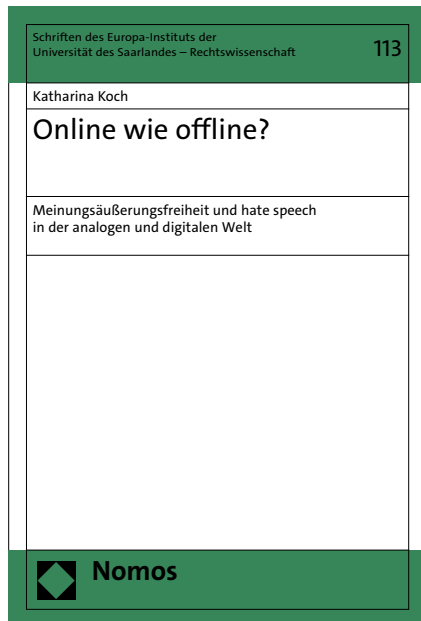 Schriften des Europa-Instituts der
Universität des Saarlandes – Rechtswissenschaft
113
Katharina Koch
Online wie offline?
Meinungsäußerungsfreiheit und hate speech
in der analogen und digitalen Welt
Nomos